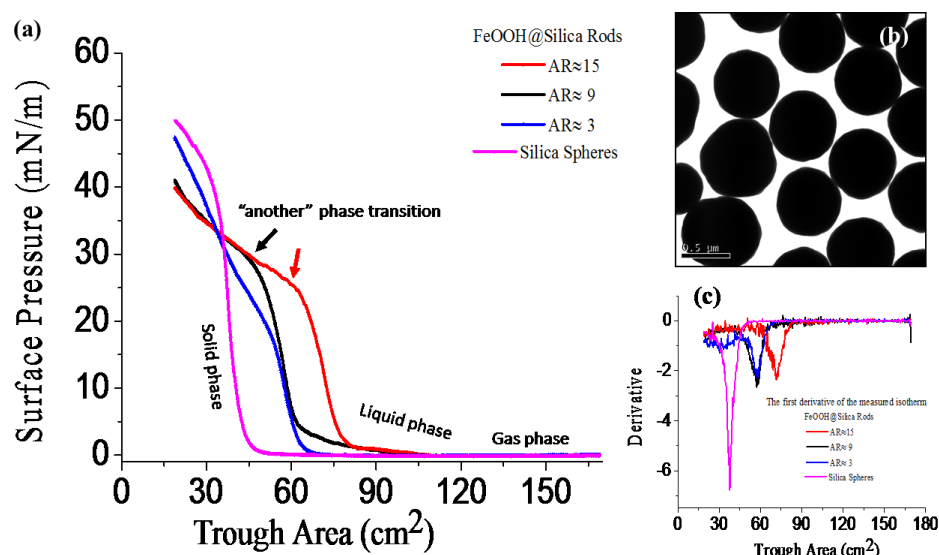 (a)
FeOOH@Silica Rods
AR≈15
AR≈ 9
AR≈ 3
Silica Spheres
Surface Pressure (mN/m)
60
50
40
30
20
10
0
"another" phase transition
Solid phase
Liquid phase
Gas phase
0 30 60 90 120 150
Trough Area (cm²)
(b)
0.5 μm
(c)
Derivative
0
-2
-4
-6
The first derivative of the measured isotherm
FeOOH@Silica Rods
AR≈15
AR≈ 9
AR≈ 3
Silica Spheres
0 30 60 90 120 150 180
Trough Area (cm²)